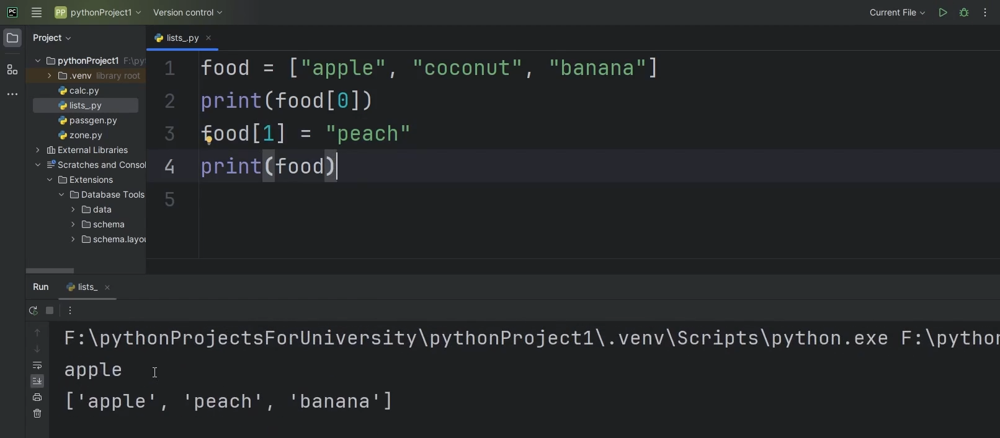 PC PP pythonProject1 Version control Current File
Project
lists_.py
pythonProject1 F:\py
.venv library root
calc.py
lists_.py
passgen.py
zone.py
External Libraries
Scratches and Consol
Extensions
Database Tools
data
schema
schema.layou
1 food = ["apple", "coconut", "banana"]
2 print(food[0])
3 food[1] = "peach"
4 print(food)
5
Run lists_
F:\pythonProjectsForUniversity\pythonProject1\.venv\Scripts\python.exe F:\python
apple
['apple', 'peach', 'banana']